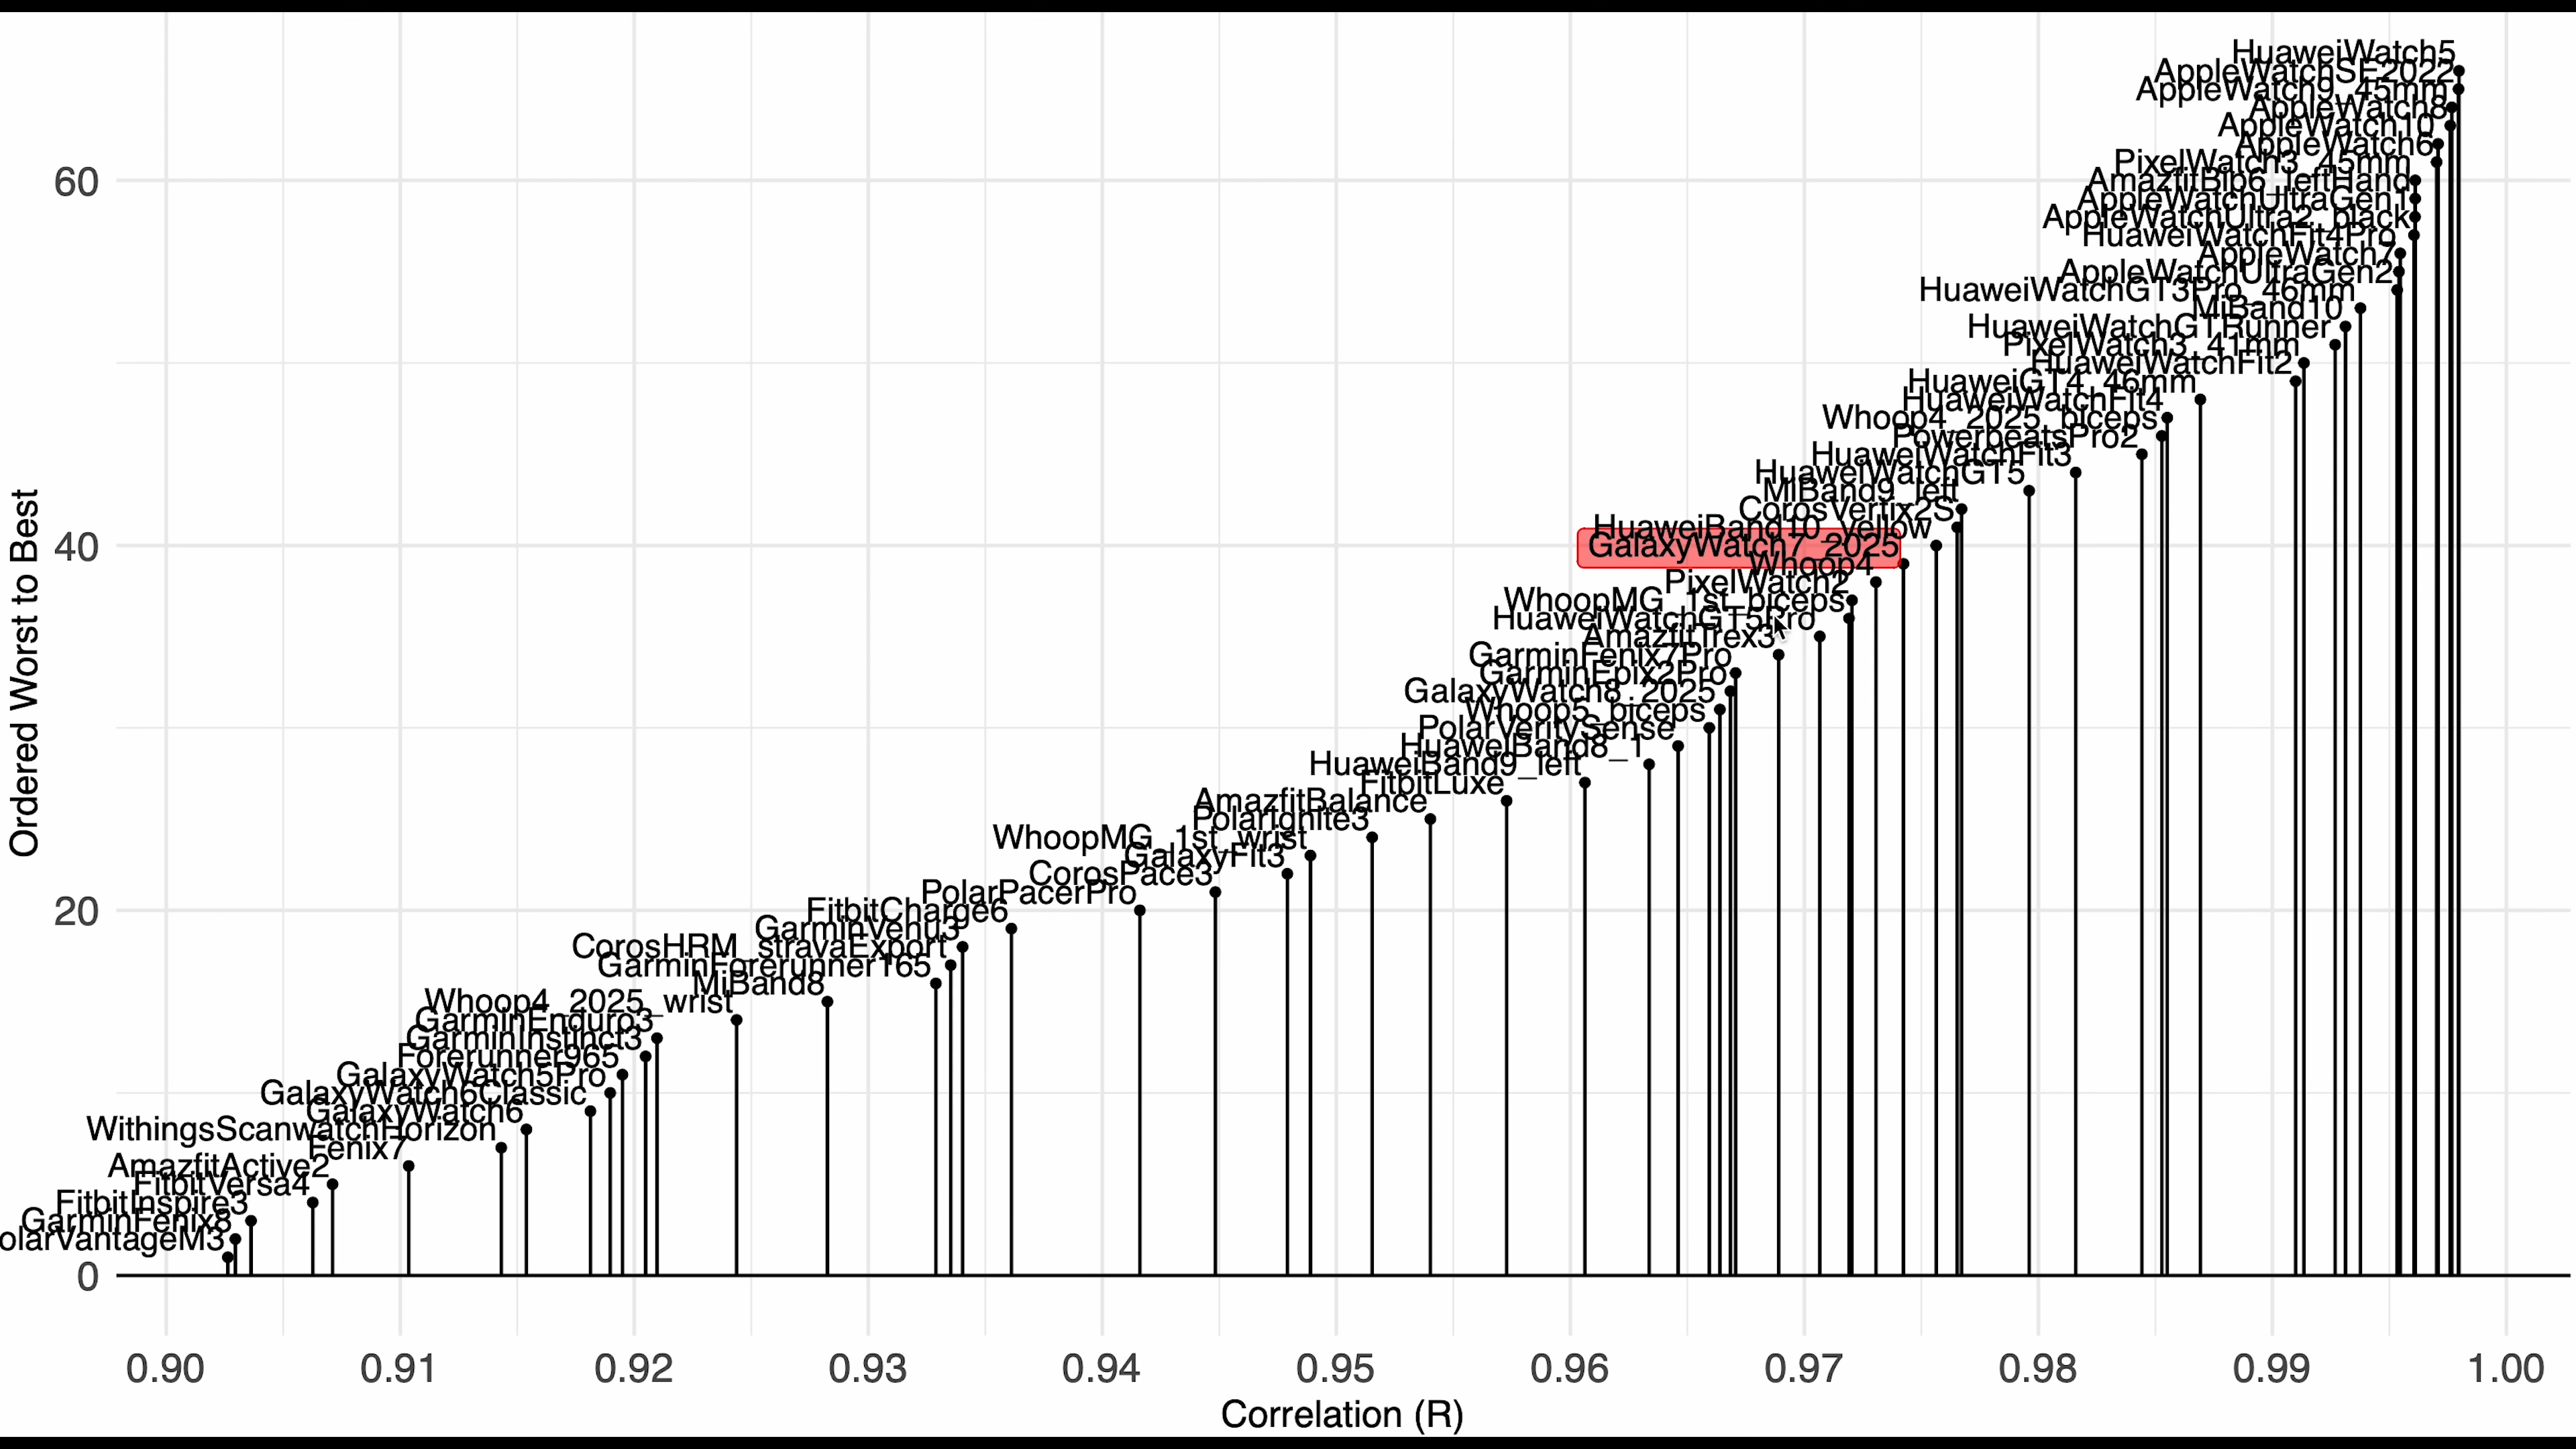 HuaweiWatch5
AppleWatchSE2022
AppleWatch9_45mm
AppleWatch8
AppleWatch10
AppleWatch6
PixelWatch3_45mm
60
AmazfitBip6_leftHand
AppleWatchUltraGen1
AppleWatchUltra2_black
HuaweiWatchFit4Pro
AppleWatch7
AppleWatchUltraGen2
HuaweiWatchGT3Pro_46mm
MiBand10
HuaweiWatchGTRunner
PixelWatch3_41mm
HuaweiWatchFit2
HuaweiGT4_46mm
HuaweiWatchFit4
Whoop4_2025_biceps
PowerbeatsPro2
HuaweiWatchFit3
HuaweiWatchGT5
MiBand9_left
CorosVertix2S
HuaweiBand10_yellow
40
GalaxyWatch7_2025
Whoop4
PixelWatch2
WhoopMG_1st_biceps
HuaweiWatchGT5Pro
AmazfitTrex3
GarminFenix7Pro
GarminEpix2Pro
GalaxyWatch8_2025
Whoop5_biceps
PolarVeritySense
HuaweiBand8_1
HuaweiBand9_left
FitbitLuxe
AmazfitBalance
PolarIgnite3
WhoopMG_1st_wrist
GalaxyFit3
CorosPace3
PolarPacerPro
20
FitbitCharge6
GarminVenu3
CorosHRM_stravaExport
GarminForerunner165
MiBand8
Whoop4_2025_wrist
GarminEnduro3
GarminInstinct3
Forerunner965
GalaxyWatch5Pro
GalaxyWatch6Classic
GalaxyWatch6
WithingsScanwatchHorizon
Fenix7
AmazfitActive2
FitbitVersa4
FitbitInspire3
GarminFenix8
olarVantageM3
0
Ordered Worst to Best
0.90 0.91 0.92 0.93 0.94 0.95 0.96 0.97 0.98 0.99 1.00
Correlation (R)